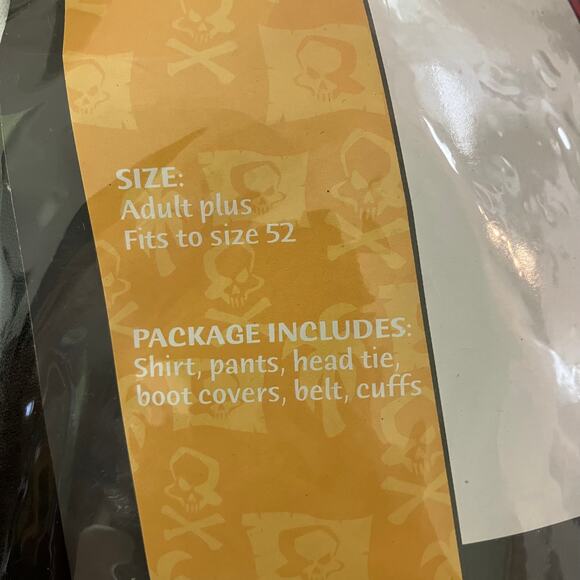 SIZE:
Adult plus
Fits to size 52
PACKAGE INCLUDES:
Shirt, pants, head tie,
boot covers, belt, cuffs